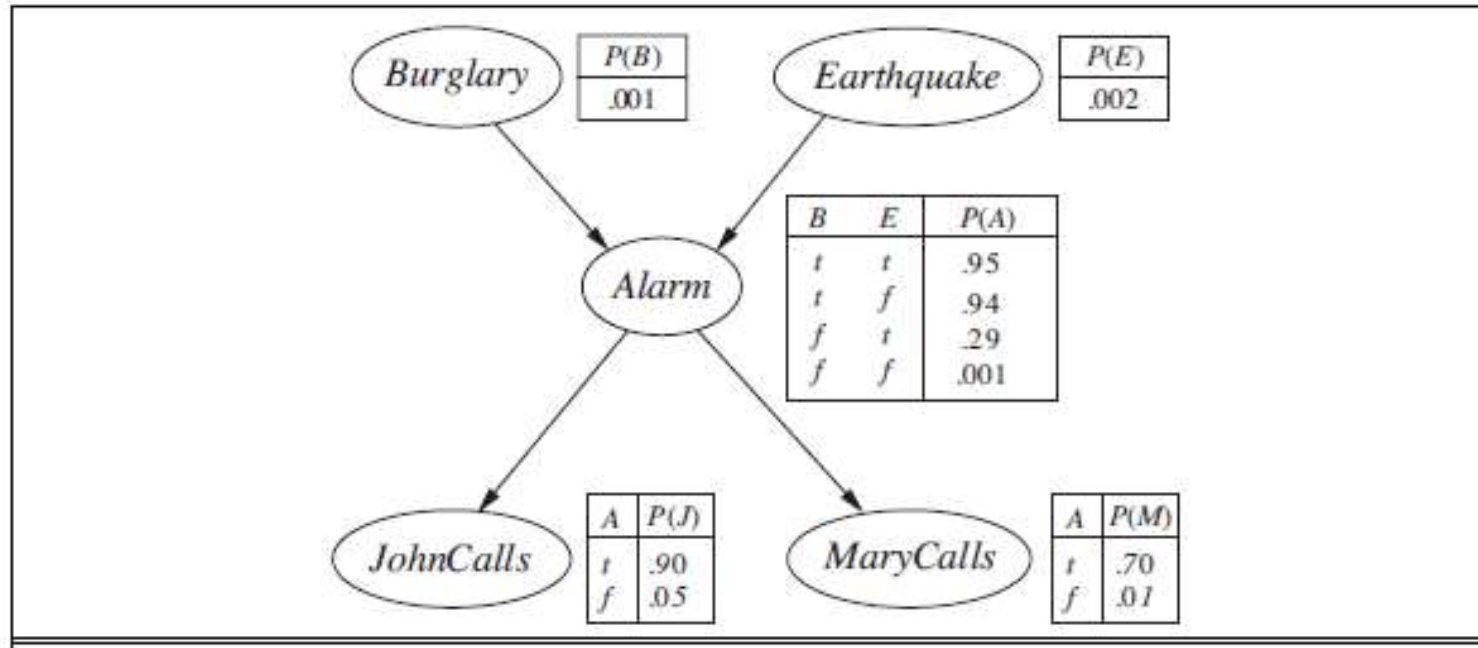 Burglary
P(B)
.001
Earthquake
P(E)
.002
B E P(A)
t t .95
t f .94
f t .29
f f .001
Alarm
JohnCalls
A P(J)
t .90
f .05
MaryCalls
A P(M)
t .70
f .01